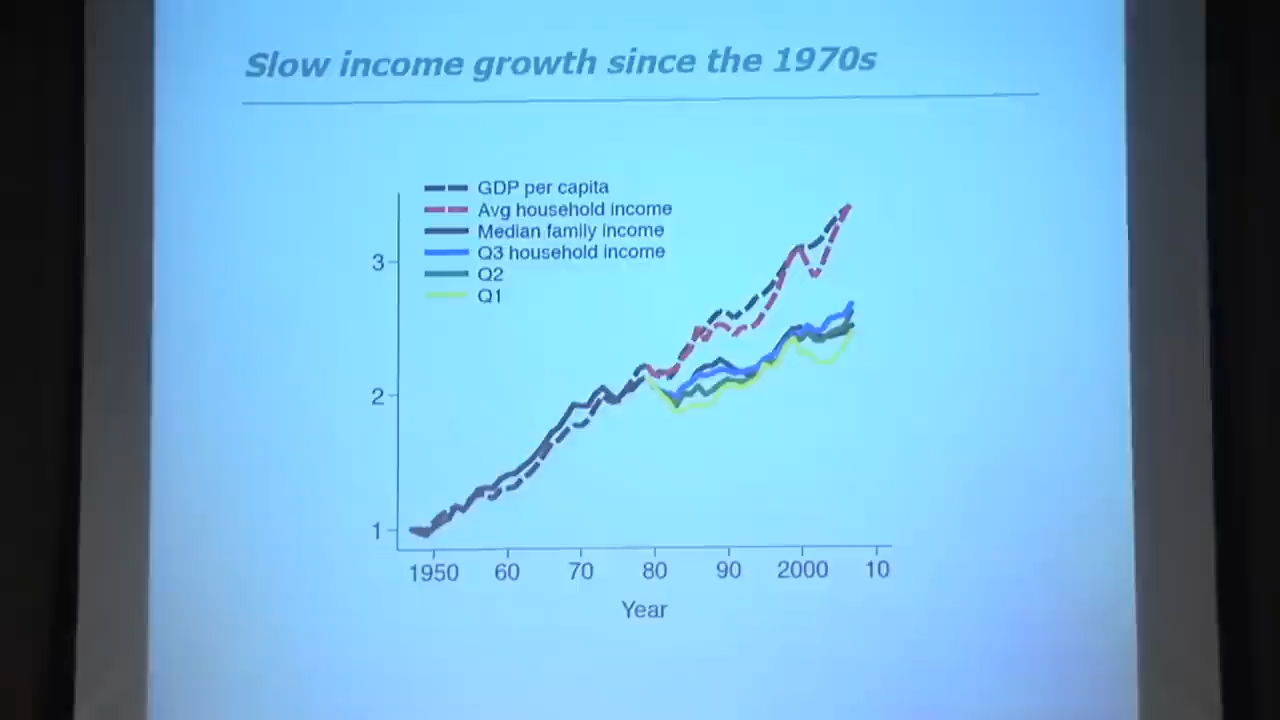 Slow income growth since the 1970s
GDP per capita
Avg household income
Median family income
Q3 household income
Q2
Q1
3
2
1
1950 60 70 80 90 2000 10
Year